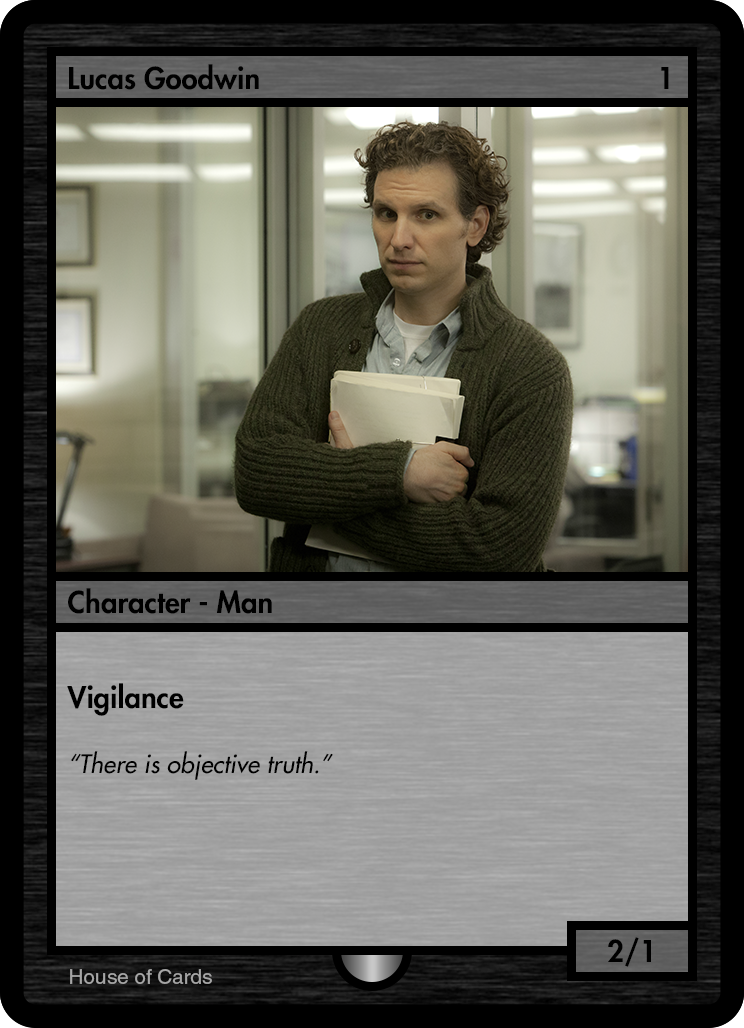 Lucas Goodwin 1
Character - Man
Vigilance
“There is objective truth.”
2/1
House of Cards